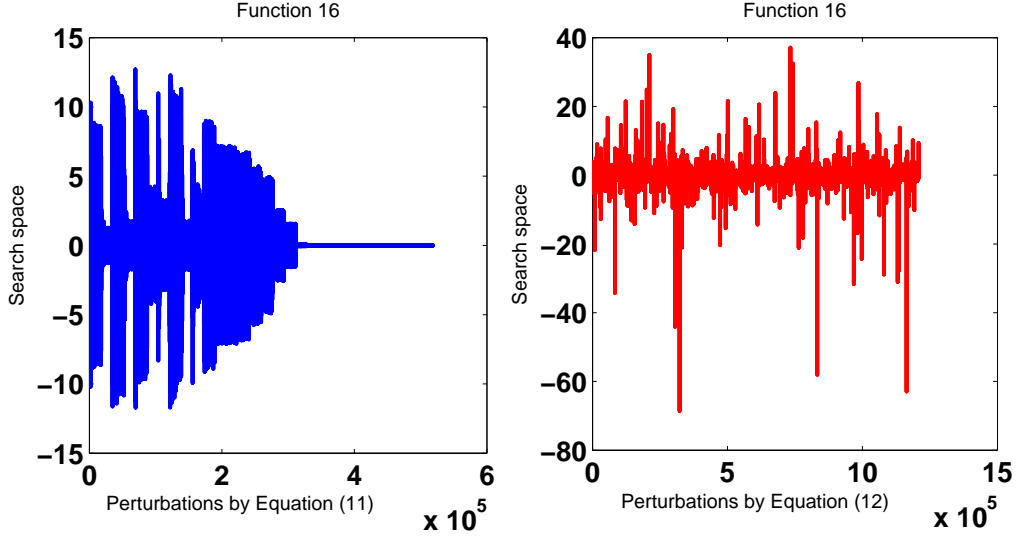 Function 16
15
10
5
0
−5
−10
−15
0
2
4
6
Search space
Perturbations by Equation (11)
x 10^5
Function 16
40
20
0
−20
−40
−60
−80
0
5
10
15
Search space
Perturbations by Equation (12)
x 10^5